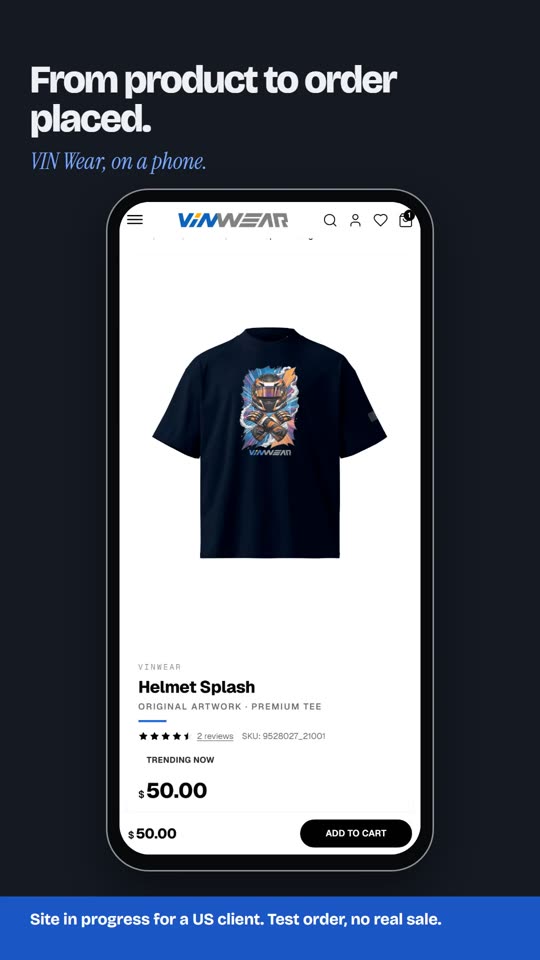 From product to order
placed.
VIN Wear, on a phone.
VINWEAR
1
VINWEAR
VINWEAR
Helmet Splash
ORIGINAL ARTWORK · PREMIUM TEE
2 reviews SKU: 9528027_21001
TRENDING NOW
$50.00
$50.00 ADD TO CART
Site in progress for a US client. Test order, no real sale.